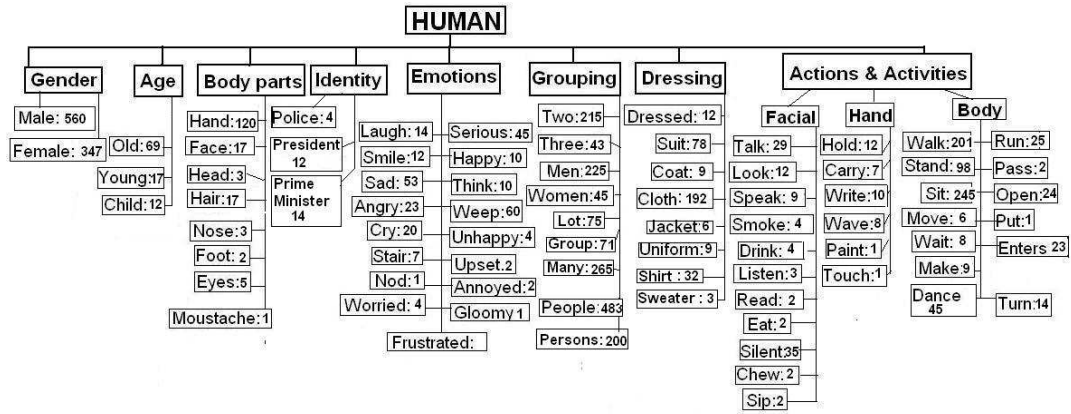 HUMAN
Gender
Age
Body parts
Identity
Emotions
Grouping
Dressing
Actions & Activities
Male: 560
Female: 347
Old: 69
Young: 17
Child: 12
Hand: 120
Face: 17
Head: 3
Hair: 17
Nose: 3
Foot: 2
Eyes: 5
Moustache: 1
Police: 4
President
12
Prime
Minister
14
Laugh: 14
Smile: 12
Sad: 53
Angry: 23
Cry: 20
Stair: 7
Nod: 1
Worried: 4
Serious: 45
Happy: 10
Think: 10
Weep: 60
Unhappy: 4
Upset. 2
Annoyed: 2
Gloomy 1
Frustrated:
Two: 215
Three: 43
Men: 225
Women: 45
Lot: 75
Group: 71
Many: 265
People: 483
Persons: 200
Dressed: 12
Suit: 78
Coat: 9
Cloth: 192
Jacket: 6
Uniform: 9
Shirt : 32
Sweater : 3
Facial
Talk: 29
Look: 12
Speak: 9
Smoke: 4
Drink: 4
Listen: 3
Read: 2
Eat: 2
Silent: 35
Chew: 2
Sip: 2
Hand
Hold: 12
Carry: 7
Write: 10
Wave: 8
Paint: 1
Touch: 1
Body
Walk: 201
Stand: 98
Sit: 245
Move: 6
Wait: 8
Make: 9
Dance
45
Run: 25
Pass: 2
Open: 24
Put: 1
Enters 23
Turn: 14